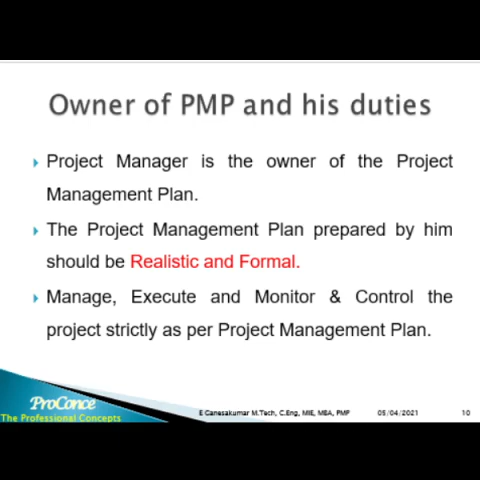 Owner of PMP and his duties
Project Manager is the owner of the Project
Management Plan.
The Project Management Plan prepared by him
should be Realistic and Formal.
Manage, Execute and Monitor & Control the
project strictly as per Project Management Plan.
ProConce
The Professional Concepts
E Ganesakumar M.Tech, C.Eng, MIE, MBA, PMP
05/04/2021
10